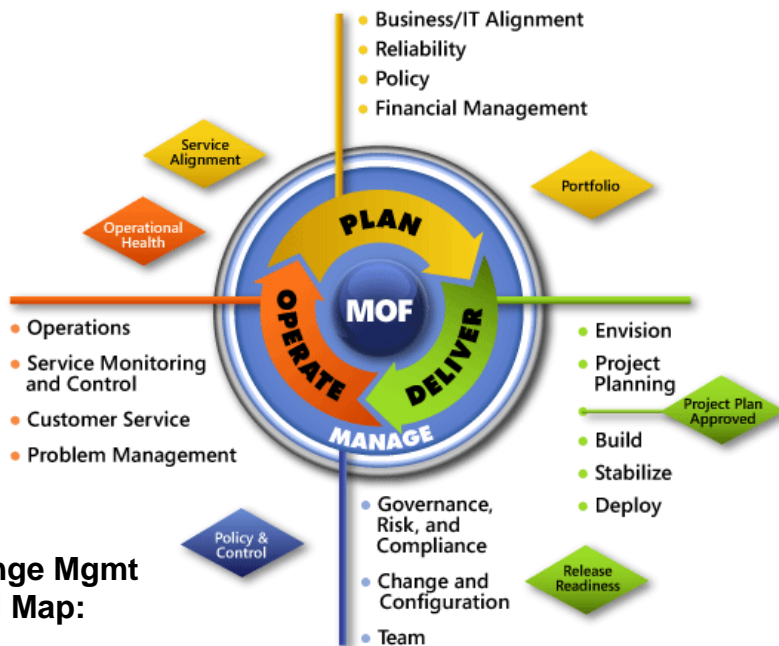 Business/IT Alignment
Reliability
Policy
Financial Management
Service
Alignment
Portfolio
Operational
Health
PLAN
MOF
OPERATE
DELIVER
MANAGE
Operations
Service Monitoring
and Control
Customer Service
Problem Management
Envision
Project
Planning
Project Plan
Approved
Build
Stabilize
Deploy
Policy &
Control
Governance,
Risk, and
Compliance
Change and
Configuration
Team
Release
Readiness
nge Mgmt
Map: